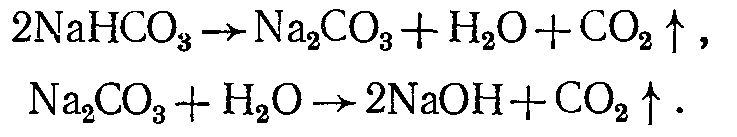 2NaHCO₃→Na₂CO₃+H₂O+CO₂↑,
Na₂CO₃+H₂O→2NaOH+CO₂↑.